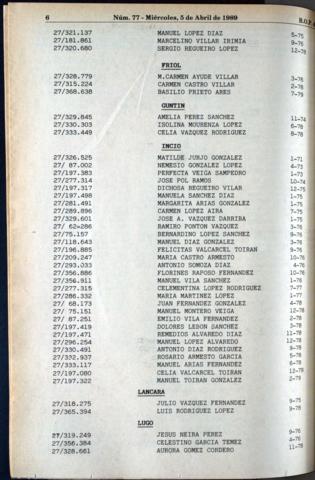 6 Núm. 77 - Miércoles, 5 de Abril de 1989 B.O.P.
27/321.137 MANUEL LOPEZ DIAZ 5-75
27/181.861 MARCELINO VILLAR IRIMIA 9-76
27/320.680 SERGIO REGUEIRO LOPEZ 12-78
FRIOL
27/328.779 M.CARMEN AYUDE VILLAR 3-76
27/315.224 CARMEN CASTRO VILLAR 2-78
27/368.638 BASILIO PRIETO ARES 7-79
GUNTIN
27/329.845 AMELIA PEREZ SANCHEZ 11-74
27/330.303 ISOLINA MOURENZA LOPEZ 6-78
27/333.449 CELIA VAZQUEZ RODRIGUEZ 8-78
INCIO
27/326.525 MATILDE JUNJO GONZALEZ 1-71
27/ 87.002 NEMESIO GONZALEZ LOPEZ 4-73
27/197.383 PERFECTA VEIGA SAMPEDRO 1-73
27/277.314 JOSE POL RAMOS 10-74
27/197.317 DICHOSA REGUEIRO VILAR 12-75
27/197.498 MANUELA SANCHEZ DIAZ 1-75
27/281.491 MARGARITA ARIAS GONZALEZ 1-75
27/289.896 CARMEN LOPEZ AIRA 7-75
27/329.601 JOSE A. VAZQUEZ DARRIBA 1-75
27/ 62=286 RAMIRO PONTON VAZQUEZ 3-76
27/75.157 BERNARDINO LOPEZ SANCHEZ 9-76
27/118.643 MANUEL DIAZ GONZALEZ 3-76
27/196.885 FELICITAS VALCARCEL TOIRAN 9-76
27/209.247 MARIA CASTRO ARMESTO 10-76
27/293.033 ANTONIO SOMOZA DIAZ 4-76
27/356.886 FLORINES RAPOSO FERNANDEZ 10-76
27/356.911 MANUEL VILA SANCHEZ 1-76
27/277.315 CLEMENTINA LOPEZ RODRIGUEZ 7-77
27/286.332 MARIA MARTINEZ LOPEZ 1-77
27/ 68.173 JUAN FERNANDEZ GONZALEZ 4-78
27/ 75.151 MANUEL MONTERO VEIGA 12-78
27/ 87.251 EMILIO VILA FERNANDEZ 2-78
27/197.419 DOLORES LEBON SANCHEZ 3-78
27/197.471 REMEDIOS ALVAREDO DIAZ 11-78
27/296.254 MANUEL LOPEZ ALVAREDO 12-78
27/330.491 ANTONIO DIAZ RODRIGUEZ 9-78
27/332.937 ROSARIO ARMESTO GARCIA 5-78
27/333.117 MANUEL ARIAS FERNANDEZ 6-78
27/197.080 CELIA VALCARCEL TOIRAN 12-78
27/197.322 MANUEL TOIRAN GONZALEZ 2-79
LANCARA
27/318.275 JULIO VAZQUEZ FERNANDEZ 9-75
27/365.394 LUIS RODRIGUEZ LOPEZ 9-78
LUGO
27/319.249 JESUS NEIRA PEREZ 9-76
27/356.384 CELESTINO GARCIA TEMEZ 4-76
27/328.661 AURORA GOMEZ CORDERO 11-78